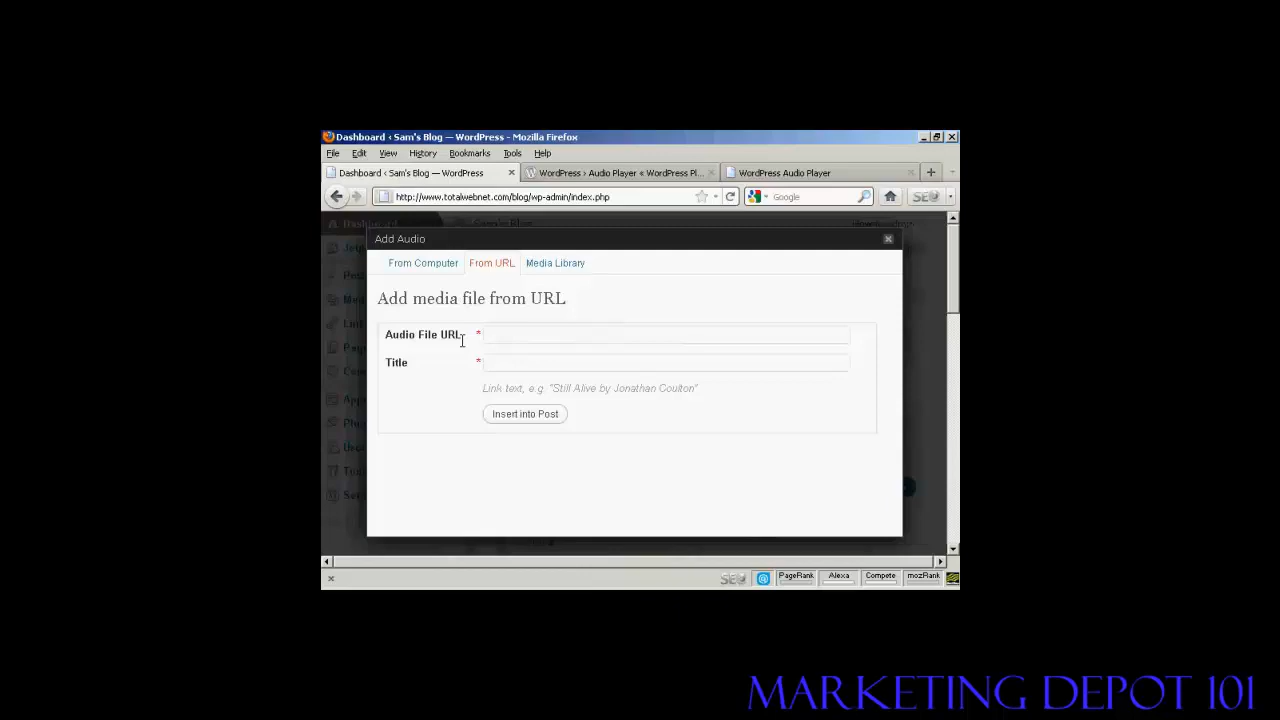 Dashboard ‹ Sam's Blog — WordPress - Mozilla Firefox
File Edit View History Bookmarks Tools Help
Dashboard ‹ Sam's Blog — WordPress
WordPress › Audio Player « WordPress Pl...
WordPress Audio Player
http://www.totalwebnet.com/blog/wp-admin/index.php
Google
SEO
Add Audio
From Computer From URL Media Library
Add media file from URL
Audio File URL *
Title *
Link text, e.g. "Still Alive by Jonathan Coulton"
Insert into Post
SEO PageRank Alexa Compete mozRank
MARKETING DEPOT 101